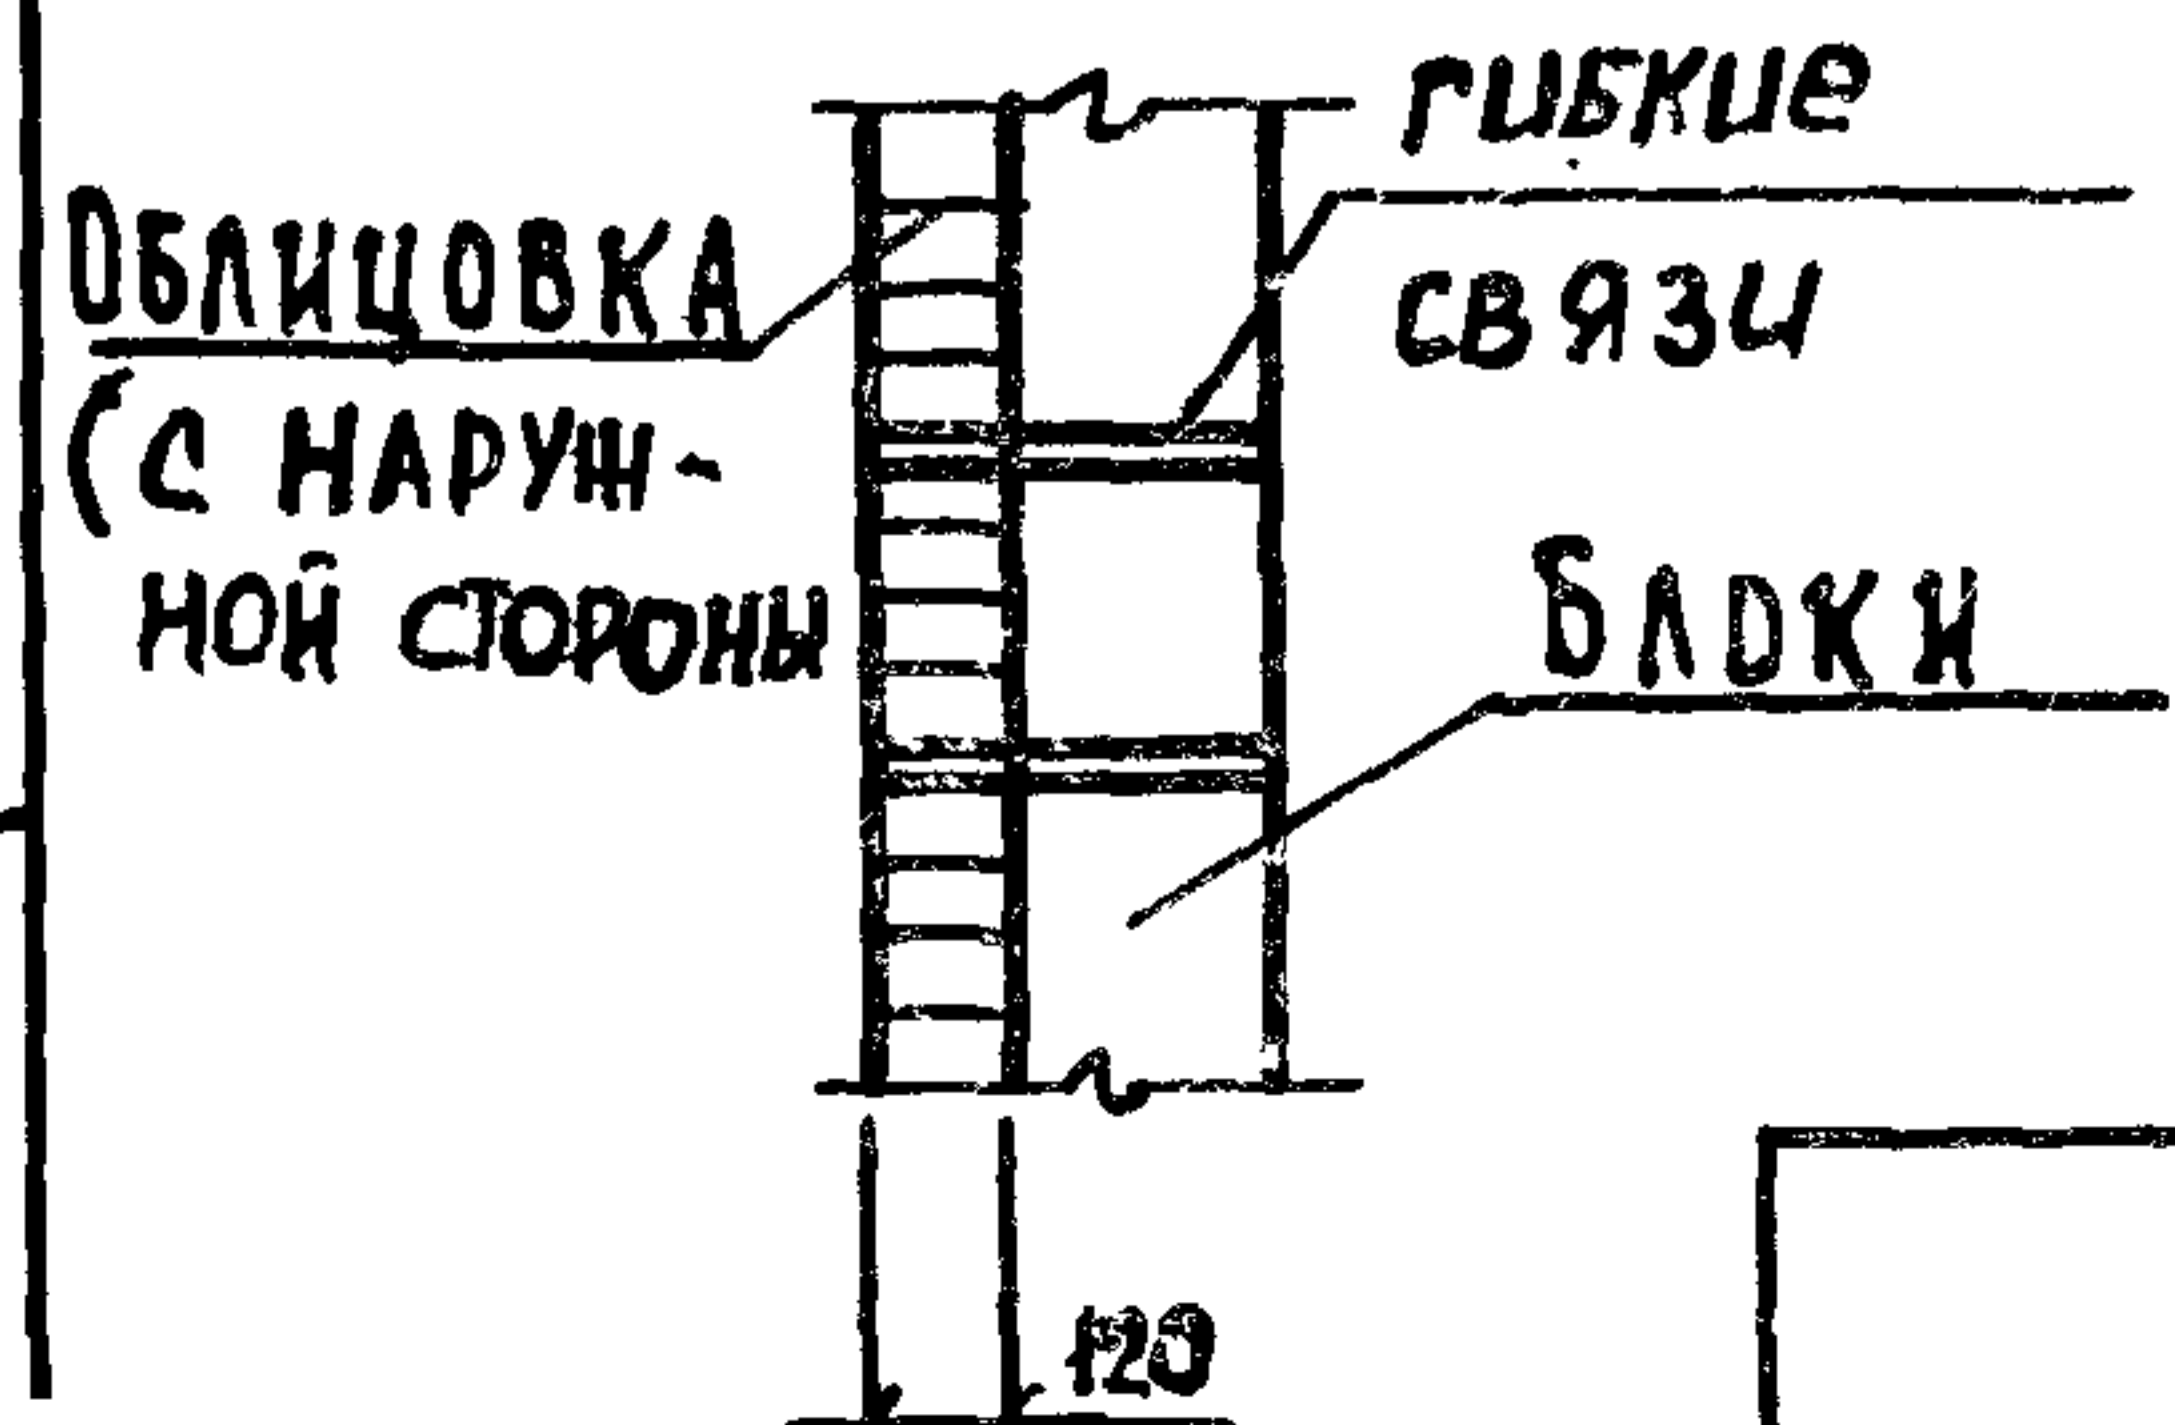 гибкие
связи
Облицовка
(с наруж-
ной стороны
Блоки
120